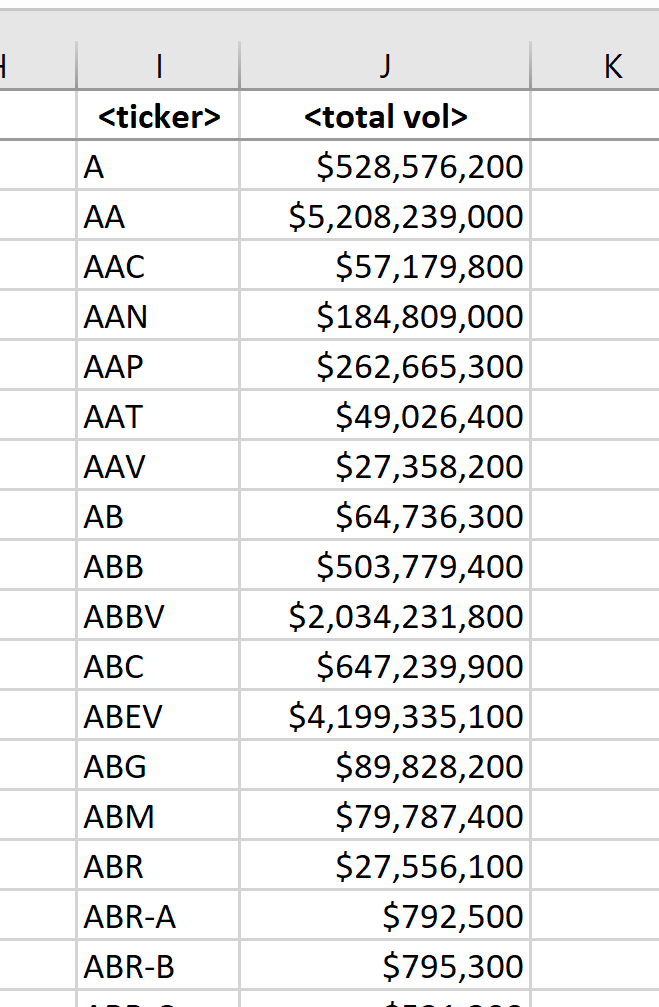 I J K
<ticker> <total vol>
A $528,576,200
AA $5,208,239,000
AAC $57,179,800
AAN $184,809,000
AAP $262,665,300
AAT $49,026,400
AAV $27,358,200
AB $64,736,300
ABB $503,779,400
ABBV $2,034,231,800
ABC $647,239,900
ABEV $4,199,335,100
ABG $89,828,200
ABM $79,787,400
ABR $27,556,100
ABR-A $792,500
ABR-B $795,300